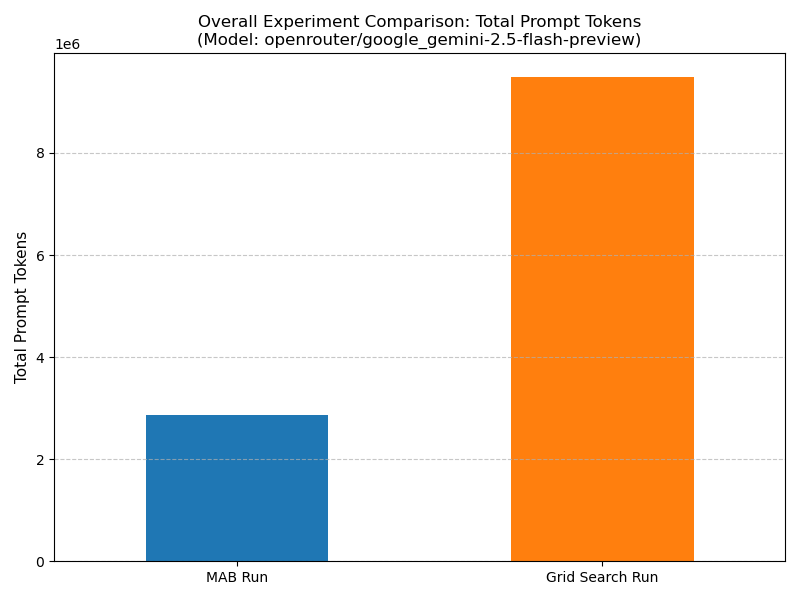 Overall Experiment Comparison: Total Prompt Tokens
(Model: openrouter/google_gemini-2.5-flash-preview)
1e6
8
6
4
2
0
Total Prompt Tokens
MAB Run
Grid Search Run